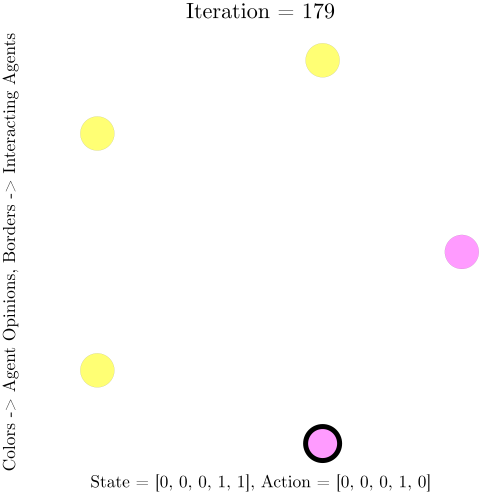 Iteration = 179
Colors -> Agent Opinions, Borders -> Interacting Agents
State = [0, 0, 0, 1, 1], Action = [0, 0, 0, 1, 0]